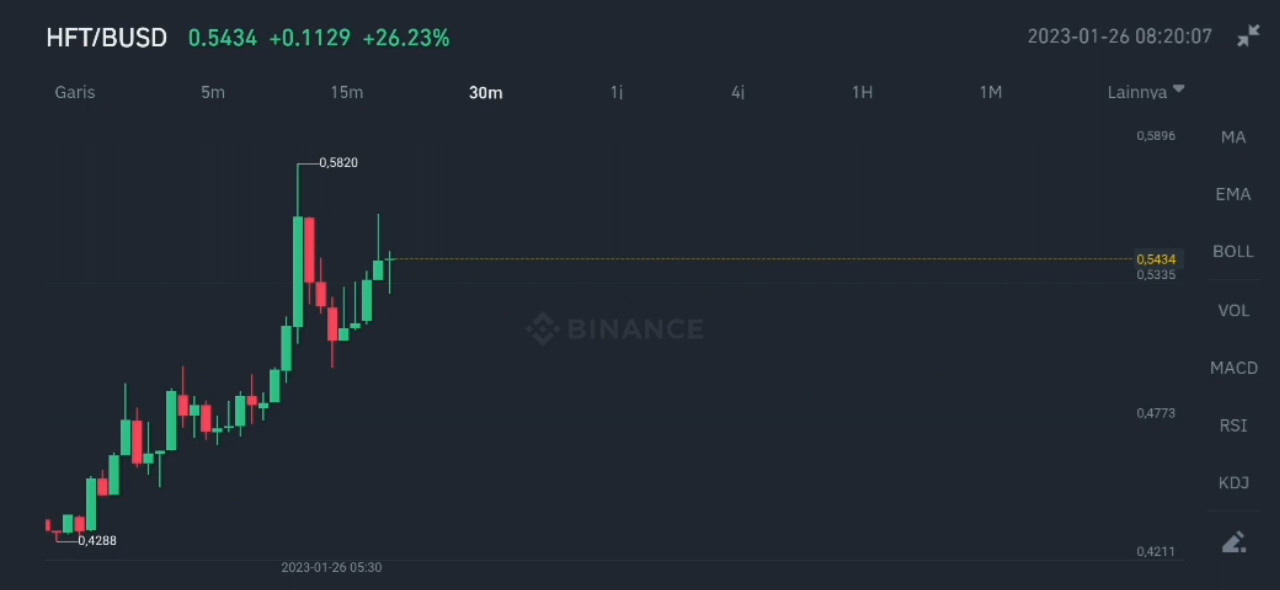 HFT/BUSD 0.5434 +0.1129 +26.23% 2023-01-26 08:20:07
Garis 5m 15m 30m 1j 4j 1H 1M Lainnya
0,5896
MA
0,5820
EMA
BOLL
0,5434
0,5335
VOL
BINANCE
MACD
0,4773
RSI
KDJ
0,4288
0,4211
2023-01-26 05:30